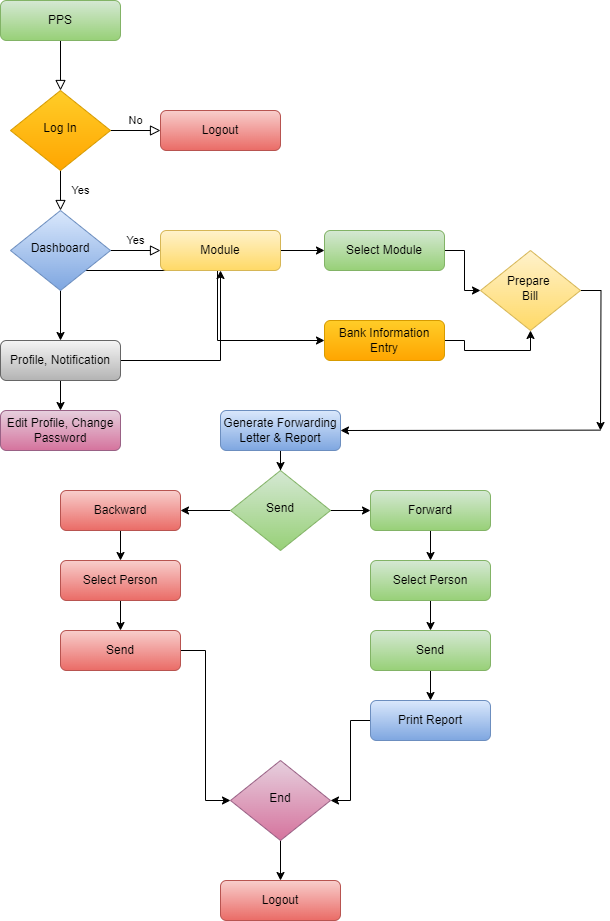 PPS
Log In
No
Logout
Yes
Dashboard
Yes
Module
Select Module
Prepare
Bill
Bank Information
Entry
Profile, Notification
Edit Profile, Change
Password
Generate Forwarding
Letter & Report
Send
Backward
Forward
Select Person
Select Person
Send
Send
Print Report
End
Logout